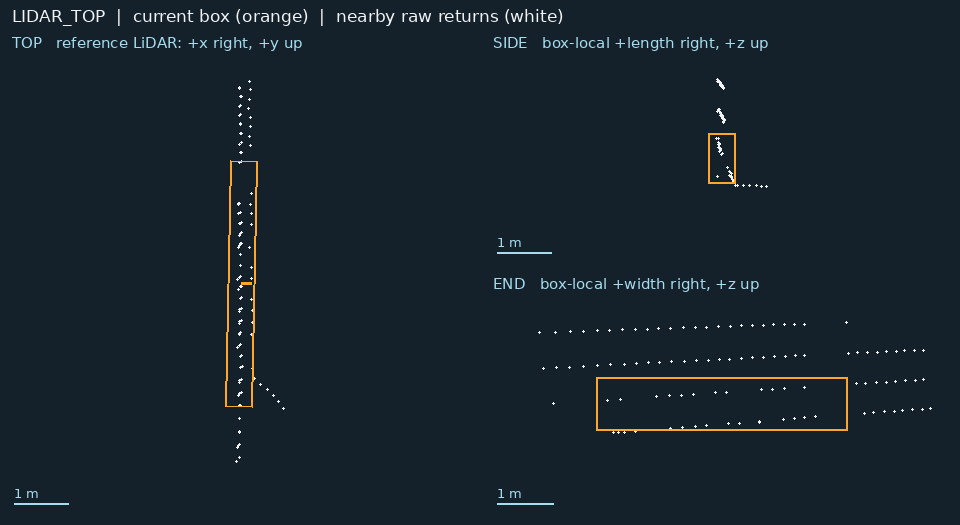 LIDAR_TOP | current box (orange) | nearby raw returns (white)
TOP reference LiDAR: +x right, +y up
SIDE box-local +length right, +z up
1 m
END box-local +width right, +z up
1 m
1 m